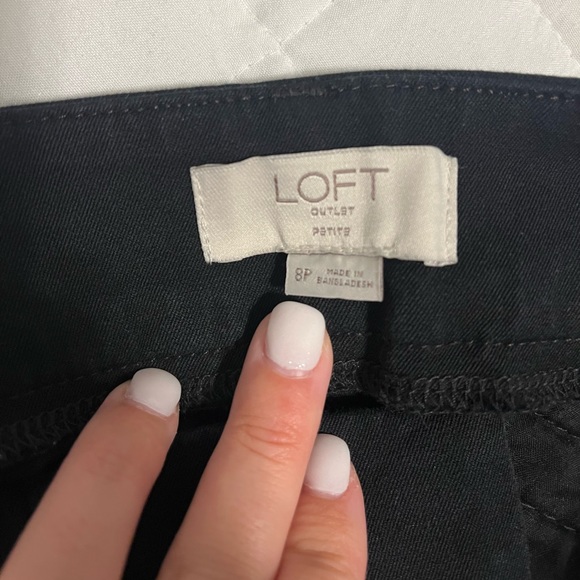 LOFT
OUTLET
PETITE
8P MADE IN
BANGLADESH